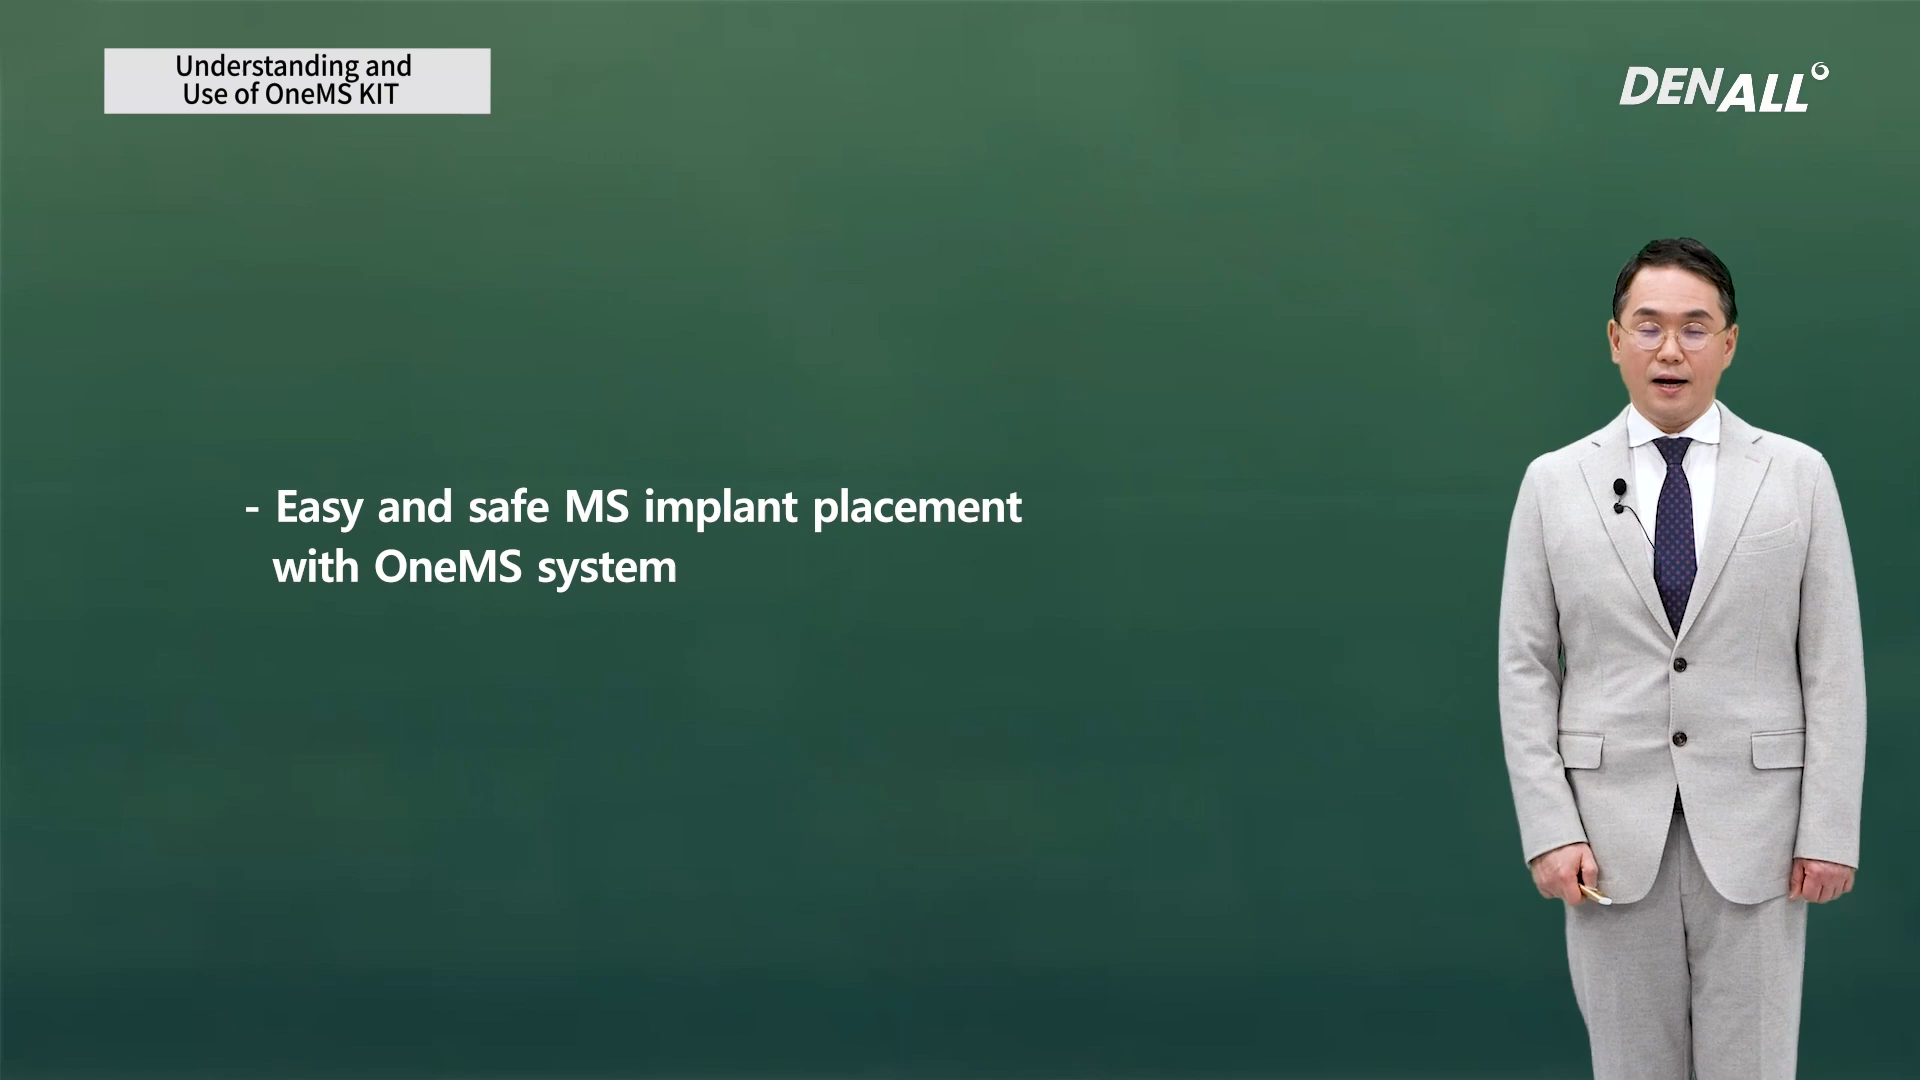 Understanding and
Use of OneMS KIT
DENALL
- Easy and safe MS implant placement
with OneMS system